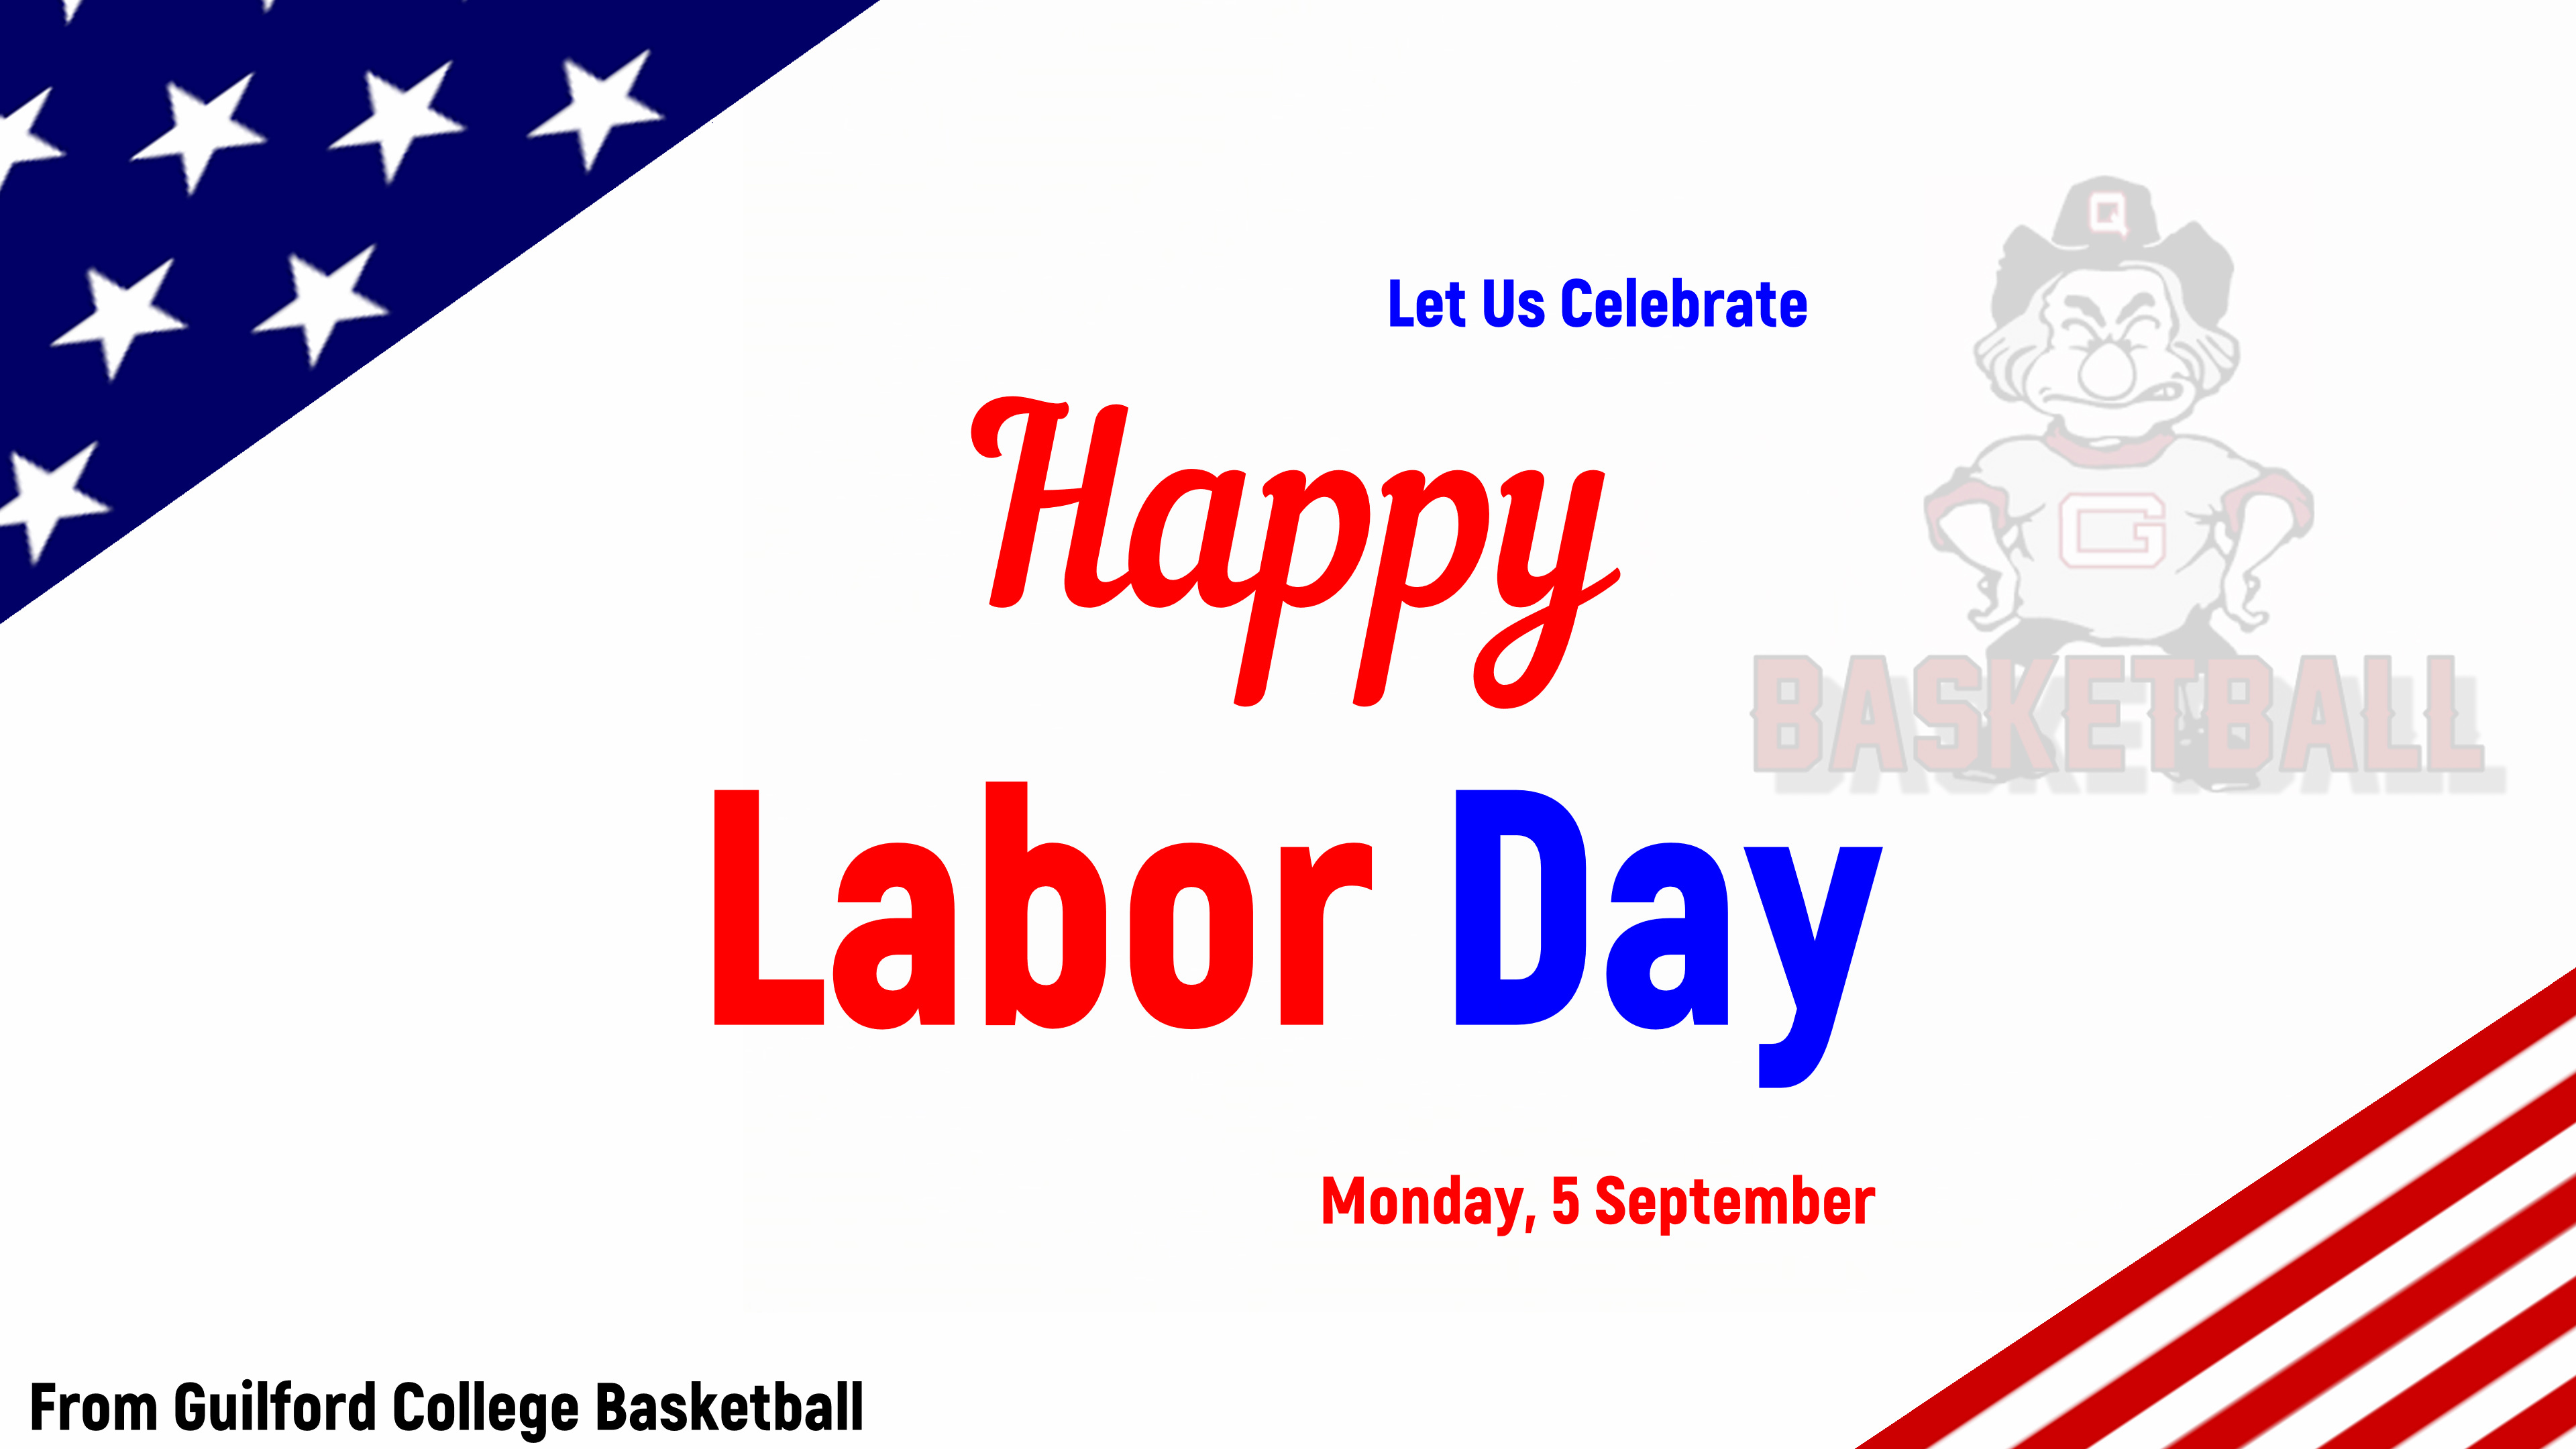 Q
Let Us Celebrate
Happy
G
BASKETBALL
Labor Day
Monday, 5 September
From Guilford College Basketball